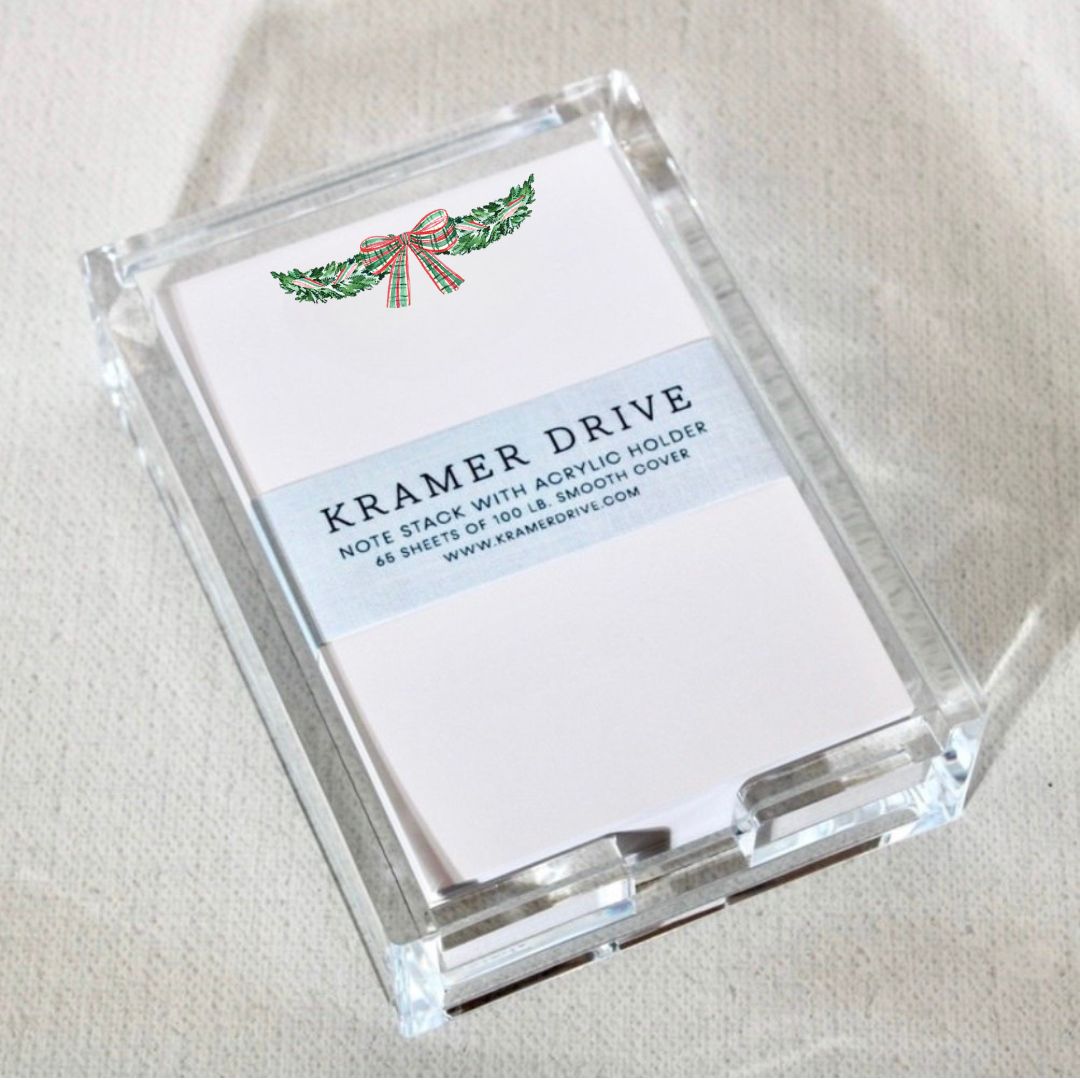 KRAMER DRIVE
NOTE STACK WITH ACRYLIC HOLDER
65 SHEETS OF 100 LB. SMOOTH COVER
WWW.KRAMERDRIVE.COM